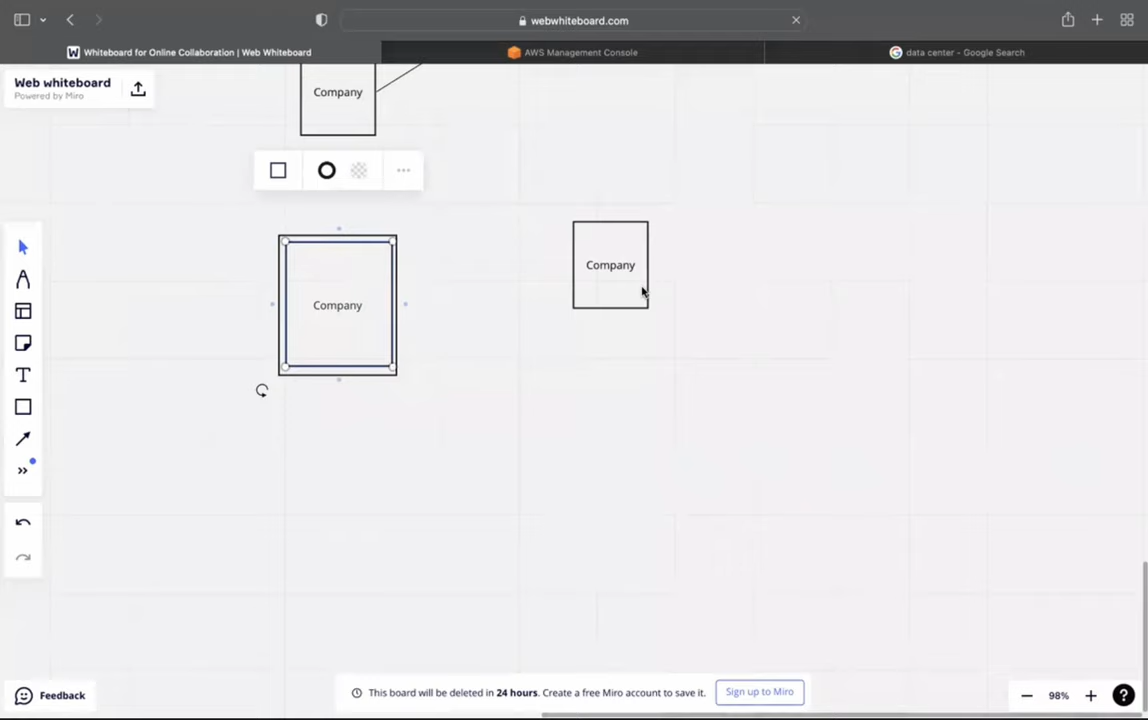 webwhiteboard.com
Whiteboard for Online Collaboration | Web Whiteboard
AWS Management Console
data center - Google Search
Web whiteboard
Powered by Miro
Company
Company
Company
Feedback
This board will be deleted in 24 hours. Create a free Miro account to save it.
Sign up to Miro
98%